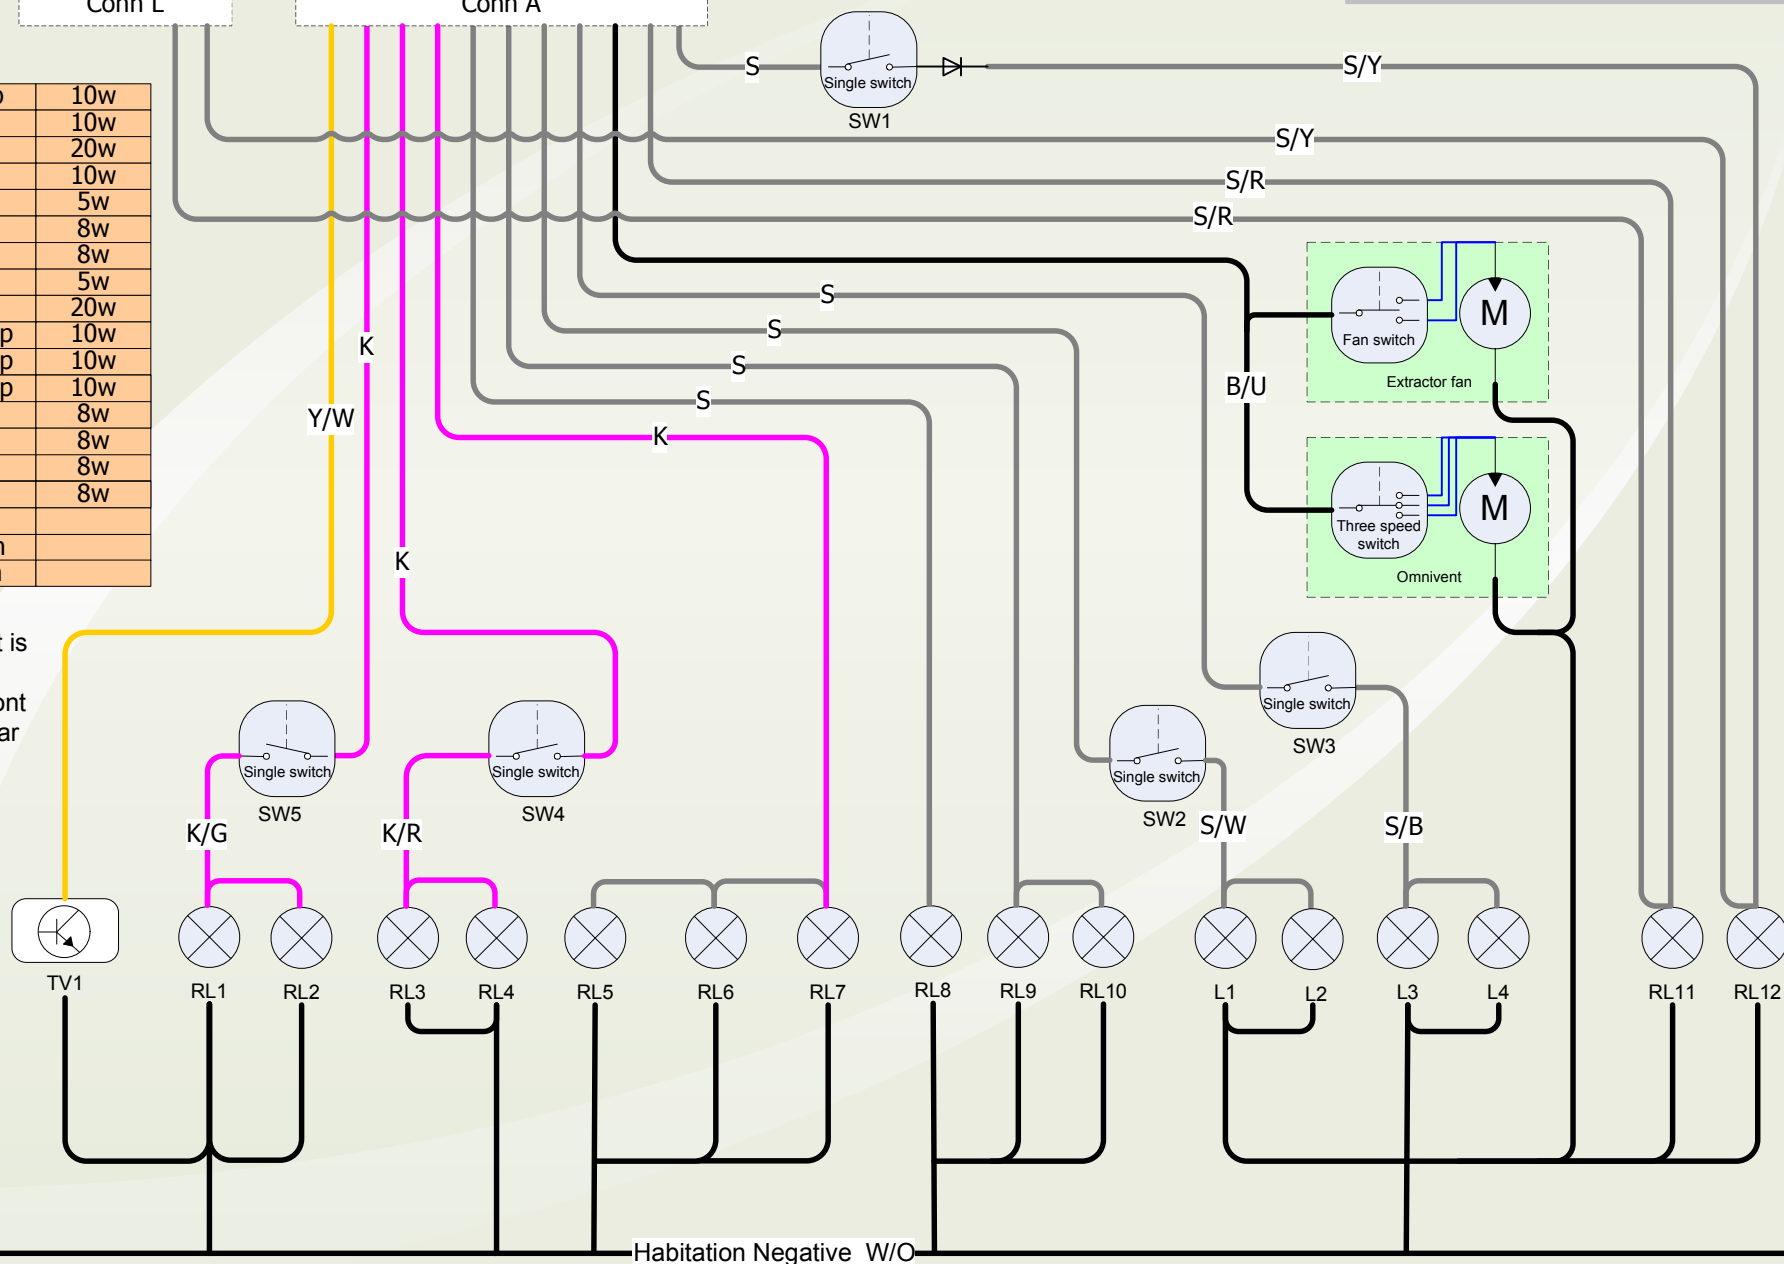 Conn L
Conn A
S
Single switch
SW1
S/Y
S/Y
S/R
S/R
10w
10w
20w
10w
5w
8w
8w
5w
20w
p 10w
p 10w
p 10w
8w
8w
8w
8w
t is
ont
ar
Y/W
K
K
K
S
S
S
S
B/U
Fan switch
M
Extractor fan
Three speed
switch
M
Omnivent
Single switch
SW5
Single switch
SW4
Single switch
SW2
Single switch
SW3
K/G
K/R
S/W
S/B
TV1
RL1
RL2
RL3
RL4
RL5
RL6
RL7
RL8
RL9
RL10
L1
L2
L3
L4
RL11
RL12
Habitation Negative W/O